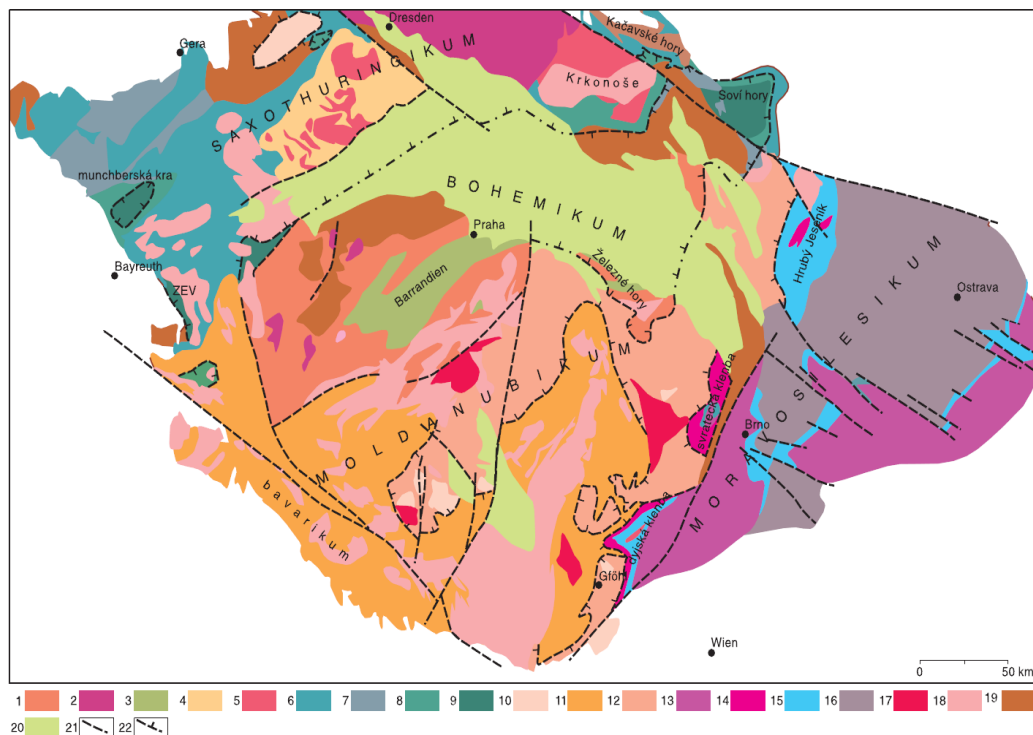 Dresden
Kačavské hory
Gera
SAXOTHURINGIKUM
Krkonoše
Soví hory
munchberská kra
BOHEMIKUM
Praha
Hrubý Jeseník
Železné hory
Bayreuth
Barrandien
ZEV
Ostrava
MORAVOSILESIKUM
MOLDANUBIKUM
svratecká klenba
Brno
bavarikum
dyjská klenba
Gföhl
Wien
0 50 km
1 2 3 4 5 6 7 8 9 10 11 12 13 14 15 16 17 18 19
20 21 22